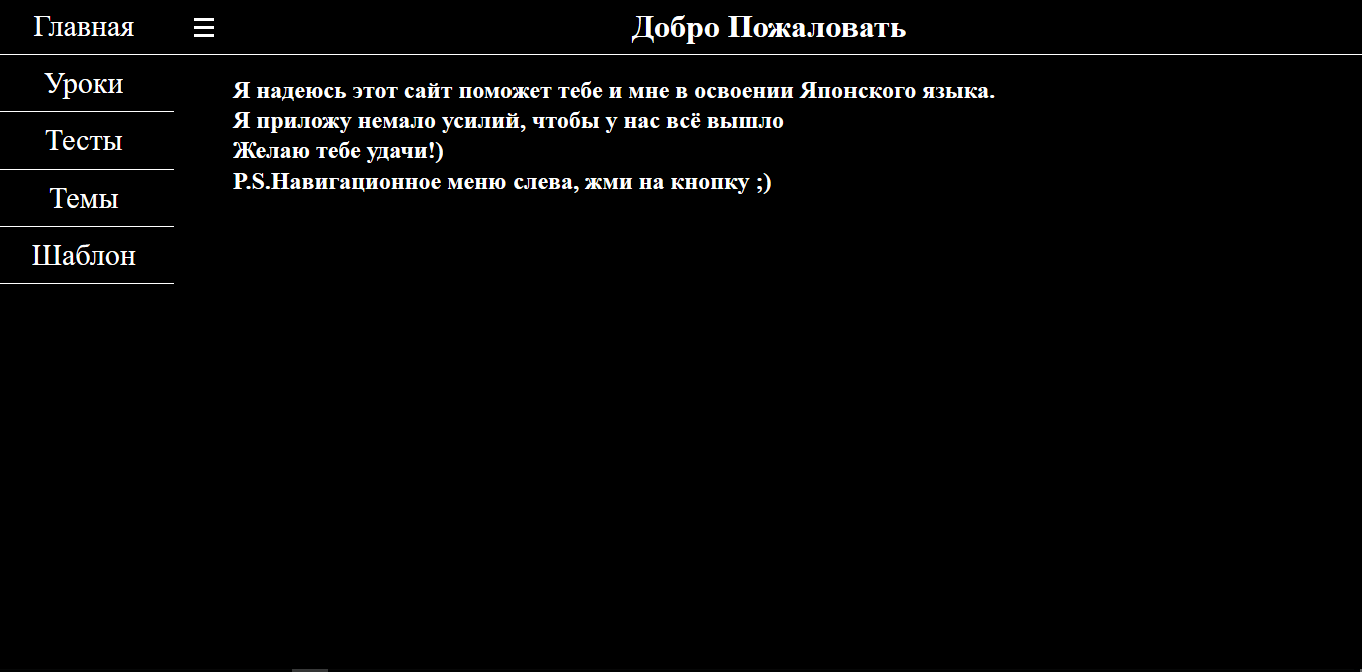 Главная
Добро Пожаловать
Уроки
Тесты
Темы
Шаблон
Я надеюсь этот сайт поможет тебе и мне в освоении Японского языка.
Я приложу немало усилий, чтобы у нас всё вышло
Желаю тебе удачи!)
P.S.Навигационное меню слева, жми на кнопку ;)